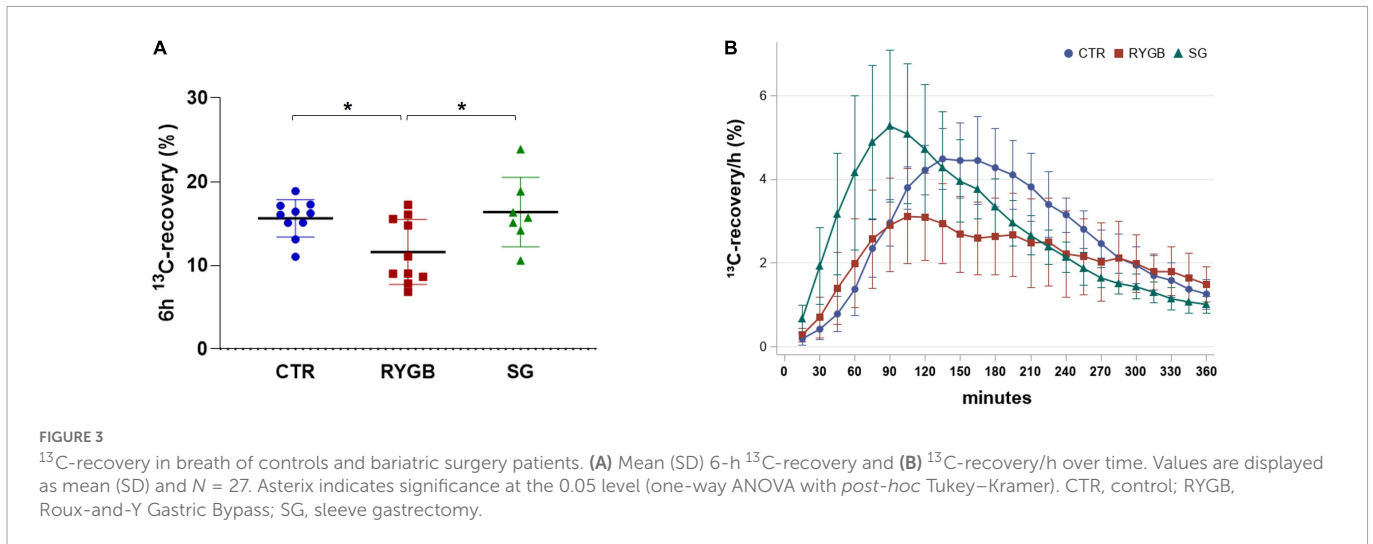 A
30
20
10
0
6h ¹³C-recovery (%)
* *
CTR RYGB SG
B
CTR RYGB SG
6
4
2
0
¹³C-recovery/h (%)
0 30 60 90 120 150 180 210 240 270 300 330 360
minutes
FIGURE 3
¹³C-recovery in breath of controls and bariatric surgery patients. (A) Mean (SD) 6-h ¹³C-recovery and (B) ¹³C-recovery/h over time. Values are displayed
as mean (SD) and N = 27. Asterix indicates significance at the 0.05 level (one-way ANOVA with post-hoc Tukey–Kramer). CTR, control; RYGB,
Roux-and-Y Gastric Bypass; SG, sleeve gastrectomy.